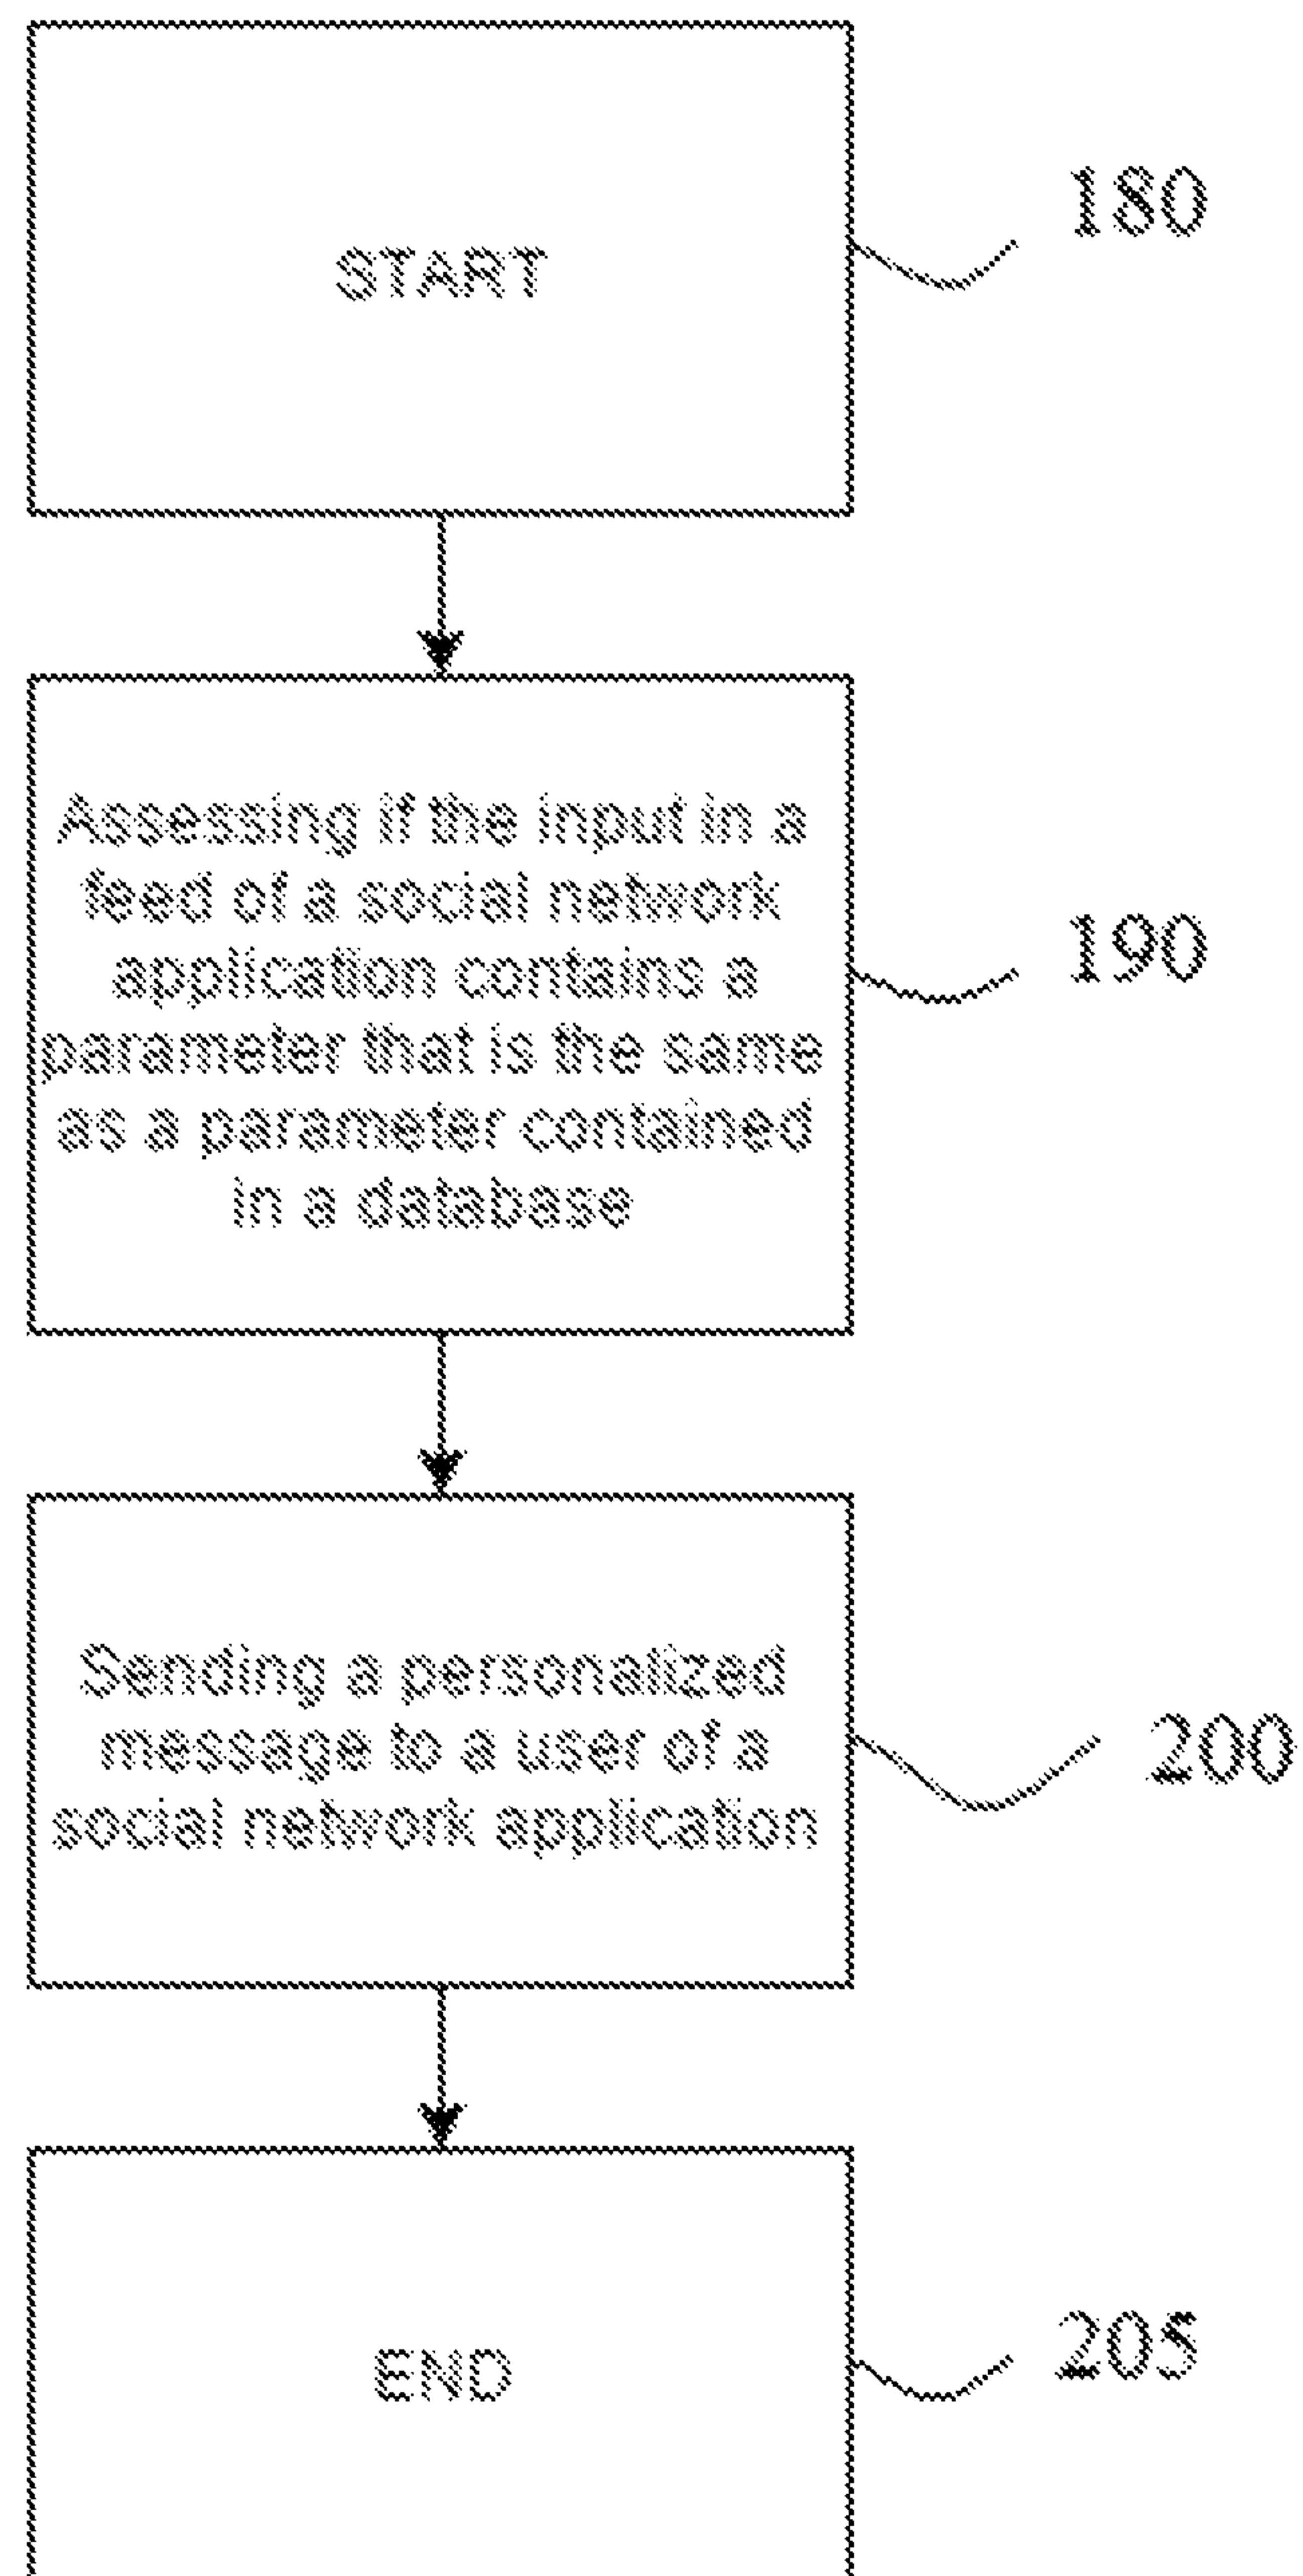 START
180
Assessing if the input in a
feed of a social network
application contains a
parameter that is the same
as a parameter contained
in a database
190
Sending a personalized
message to a user of a
social network application
200
END
205